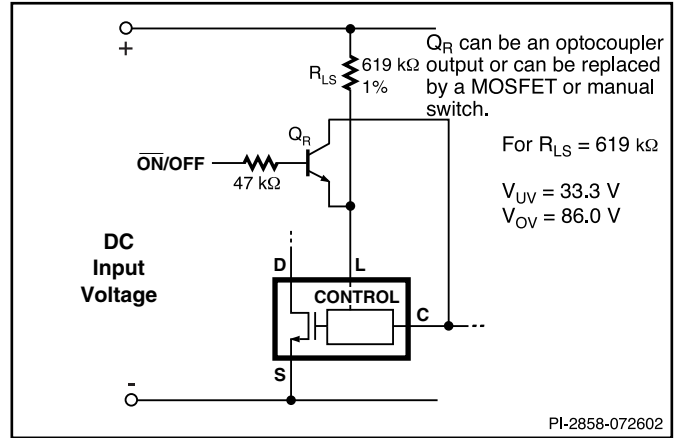 +
R_LS
619 kΩ
1%
Q_R can be an optocoupler
output or can be replaced
by a MOSFET or manual
switch.
Q_R
O̅N̅/OFF
47 kΩ
For R_LS = 619 kΩ
V_UV = 33.3 V
V_OV = 86.0 V
DC
Input
Voltage
D
L
CONTROL
C
S
-
PI-2858-072602